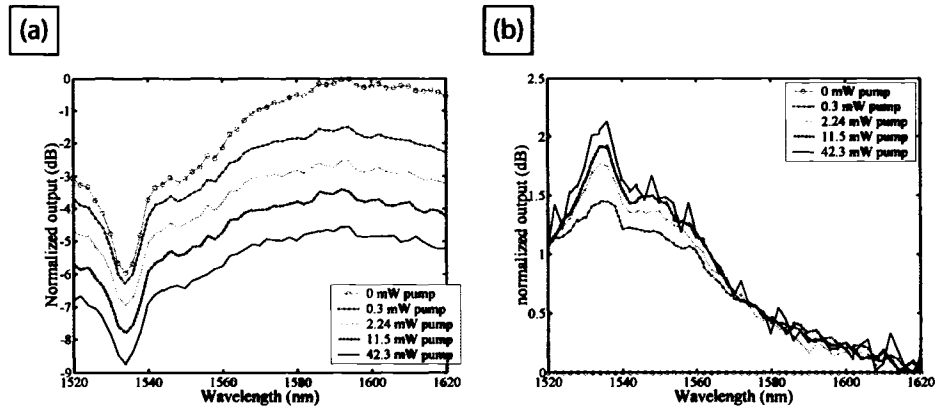 (a)
(b)
Normalized output (dB)
0
-1
-2
-3
-4
-5
-6
-7
-8
-9
1520
1540
1560
1580
1600
1620
Wavelength (nm)
0 mW pump
0.3 mW pump
2.24 mW pump
11.5 mW pump
42.3 mW pump
normalized output (dB)
2.5
2
1.5
1
0.5
0
1520
1540
1560
1580
1600
1620
Wavelength (nm)
0 mW pump
0.3 mW pump
2.24 mW pump
11.5 mW pump
42.3 mW pump